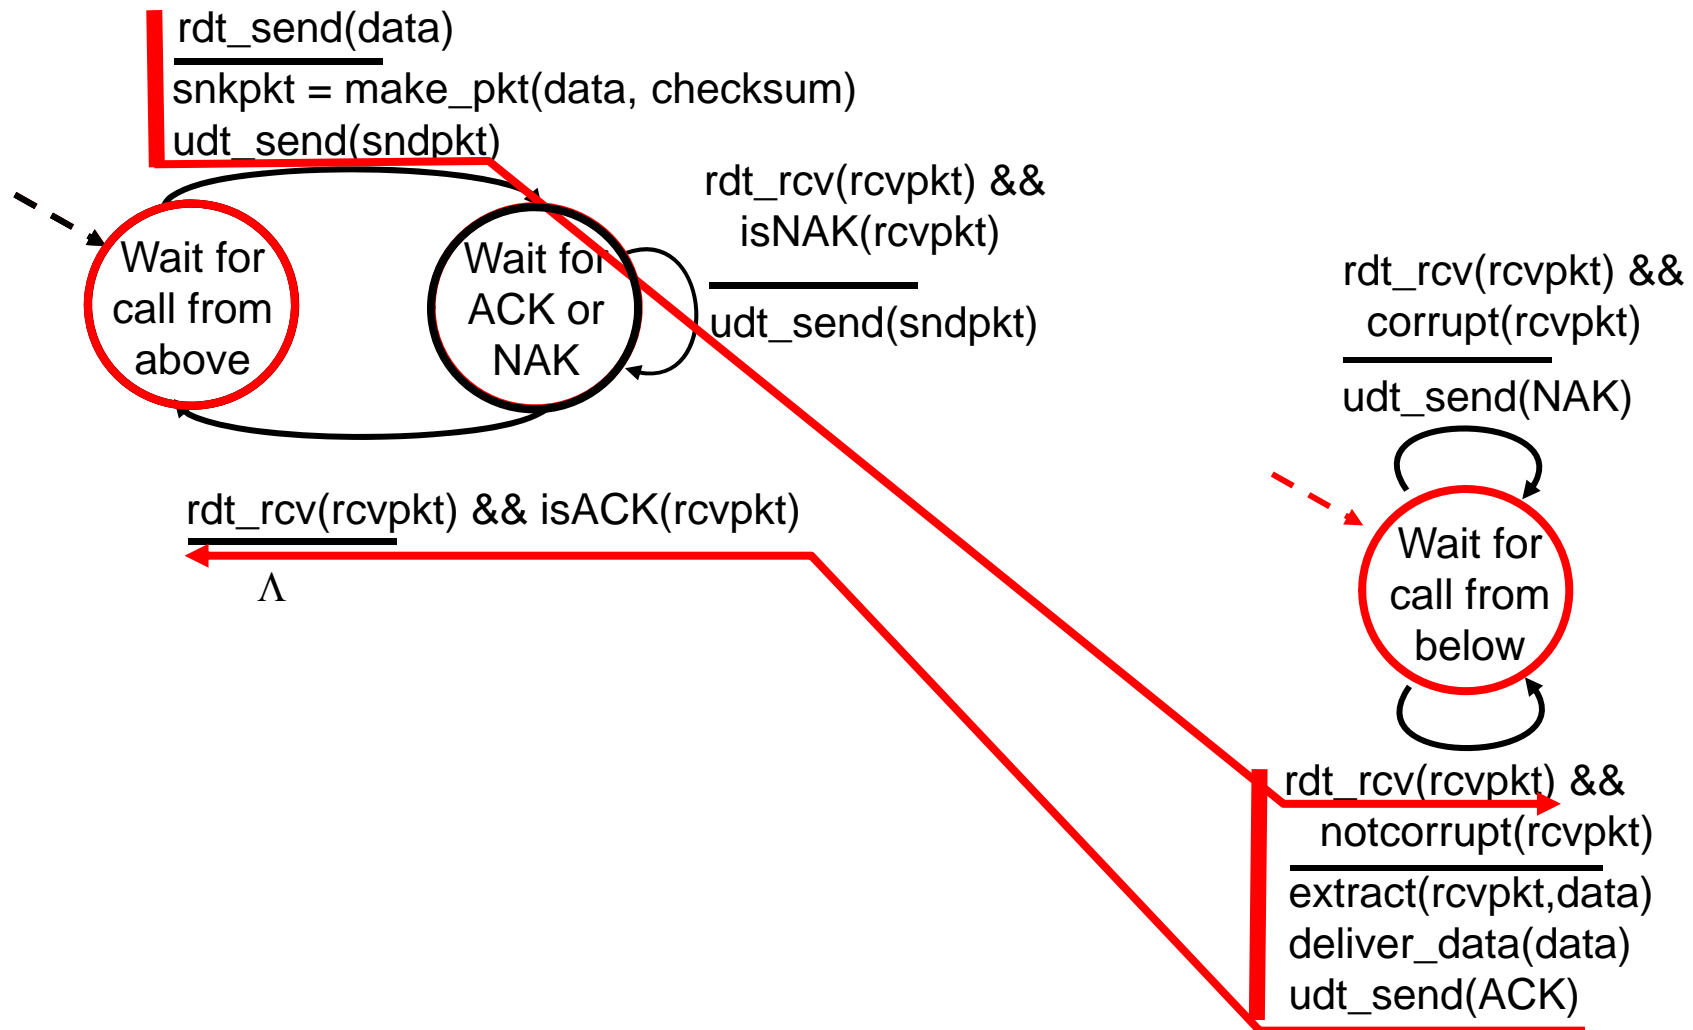 rdt_send(data)
snkpkt = make_pkt(data, checksum)
udt_send(sndpkt)
rdt_rcv(rcvpkt) &&
isNAK(rcvpkt)
udt_send(sndpkt)
Wait for
call from
above
Wait for
ACK or
NAK
rdt_rcv(rcvpkt) && isACK(rcvpkt)
Λ
rdt_rcv(rcvpkt) &&
corrupt(rcvpkt)
udt_send(NAK)
Wait for
call from
below
rdt_rcv(rcvpkt) &&
notcorrupt(rcvpkt)
extract(rcvpkt,data)
deliver_data(data)
udt_send(ACK)